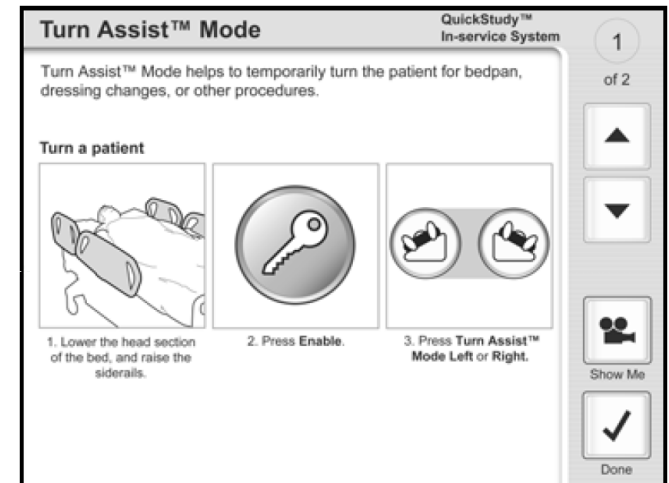 Turn Assist™ Mode
QuickStudy™
In-service System
1
of 2
Turn Assist™ Mode helps to temporarily turn the patient for bedpan,
dressing changes, or other procedures.
Turn a patient
1. Lower the head section
of the bed, and raise the
siderails.
2. Press Enable.
3. Press Turn Assist™
Mode Left or Right.
Show Me
Done